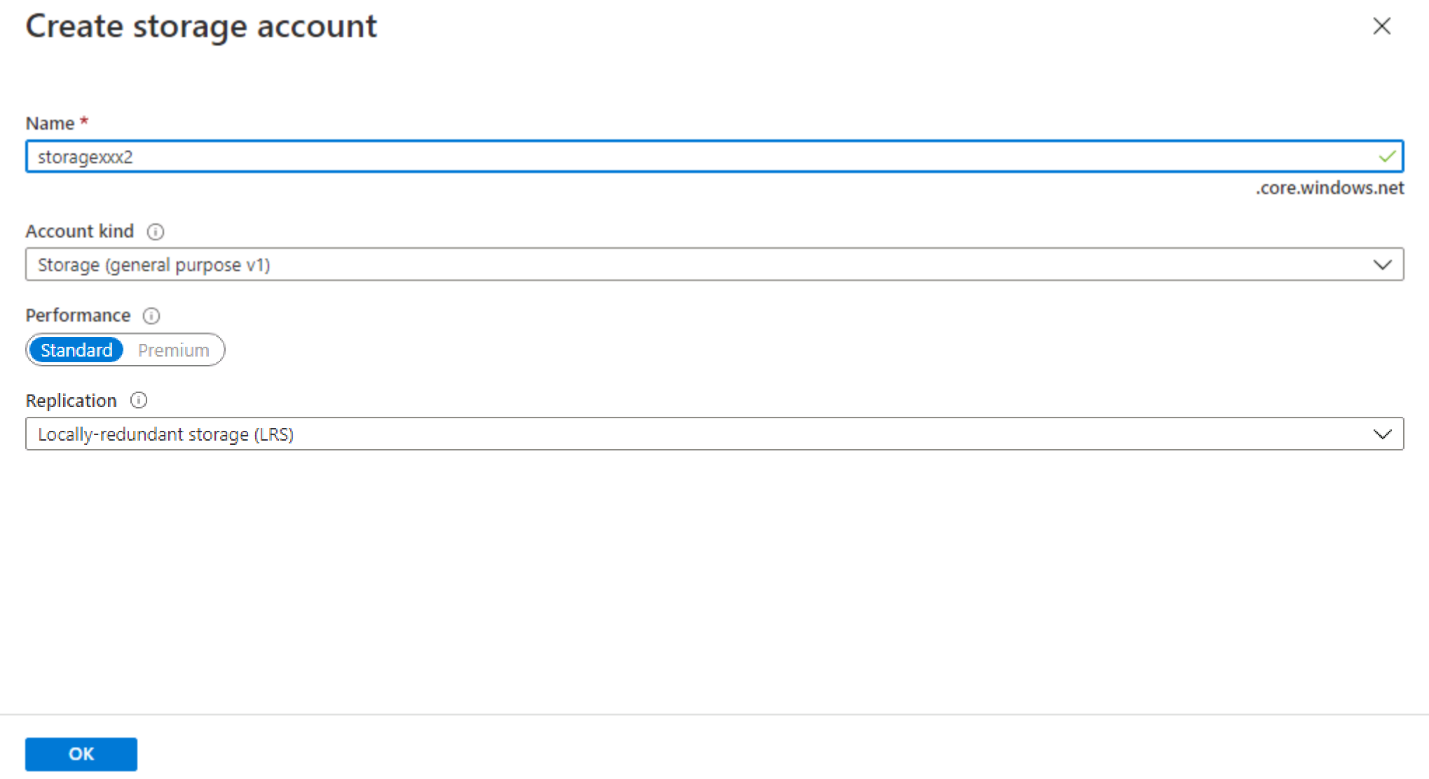 Create storage account
Name *
storagexxx2
.core.windows.net
Account kind
Storage (general purpose v1)
Performance
Standard Premium
Replication
Locally-redundant storage (LRS)
OK